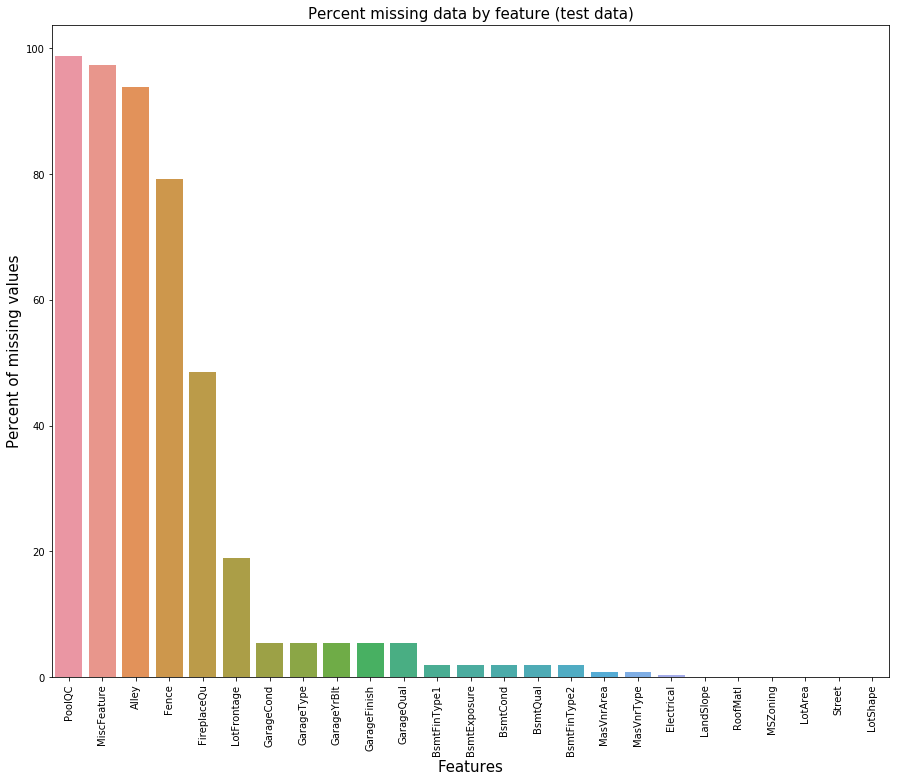 Percent missing data by feature (test data)
Percent of missing values
100
80
60
40
20
0
PoolQC
MiscFeature
Alley
Fence
FireplaceQu
LotFrontage
GarageCond
GarageType
GarageYrBlt
GarageFinish
GarageQual
BsmtFinType1
BsmtExposure
BsmtCond
BsmtQual
BsmtFinType2
MasVnrArea
MasVnrType
Electrical
LandSlope
RoofMatl
MSZoning
LotArea
Street
LotShape
Features